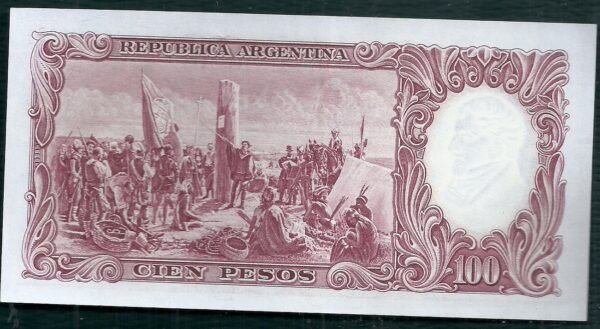 REPUBLICA ARGENTINA
CIEN PESOS
100